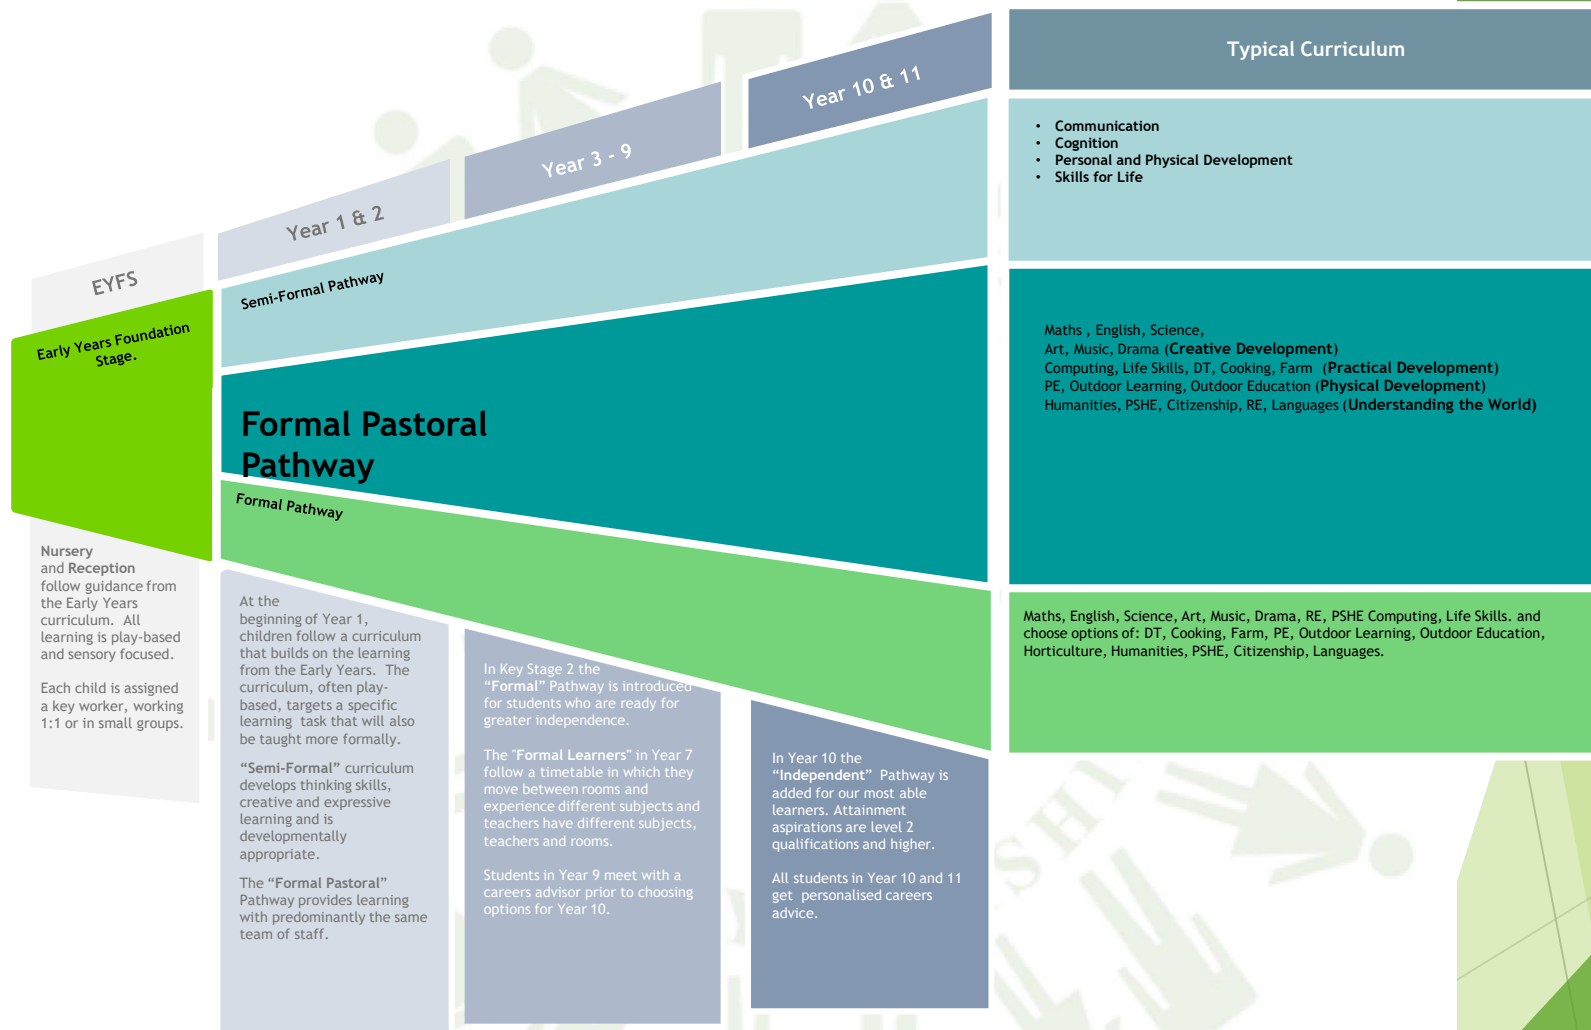 Typical Curriculum
Year 10 & 11
Year 3 - 9
Year 1 & 2
EYFS
• Communication
• Cognition
• Personal and Physical Development
• Skills for Life
Semi-Formal Pathway
Early Years Foundation
Stage.
Maths , English, Science,
Art, Music, Drama (Creative Development)
Computing, Life Skills, DT, Cooking, Farm (Practical Development)
PE, Outdoor Learning, Outdoor Education (Physical Development)
Humanities, PSHE, Citizenship, RE, Languages (Understanding the World)
Formal Pastoral
Pathway
Formal Pathway
Nursery
and Reception
follow guidance from
the Early Years
curriculum. All
learning is play-based
and sensory focused.
Each child is assigned
a key worker, working
1:1 or in small groups.
At the
beginning of Year 1,
children follow a curriculum
that builds on the learning
from the Early Years. The
curriculum, often play-
based, targets a specific
learning task that will also
be taught more formally.
“Semi-Formal” curriculum
develops thinking skills,
creative and expressive
learning and is
developmentally
appropriate.
The “Formal Pastoral”
Pathway provides learning
with predominantly the same
team of staff.
In Key Stage 2 the
“Formal” Pathway is introduced
for students who are ready for
greater independence.
The "Formal Learners" in Year 7
follow a timetable in which they
move between rooms and
experience different subjects and
teachers have different subjects,
teachers and rooms.
Students in Year 9 meet with a
careers advisor prior to choosing
options for Year 10.
In Year 10 the
“Independent” Pathway is
added for our most able
learners. Attainment
aspirations are level 2
qualifications and higher.
All students in Year 10 and 11
get personalised careers
advice.
Maths, English, Science, Art, Music, Drama, RE, PSHE Computing, Life Skills. and
choose options of: DT, Cooking, Farm, PE, Outdoor Learning, Outdoor Education,
Horticulture, Humanities, PSHE, Citizenship, Languages.